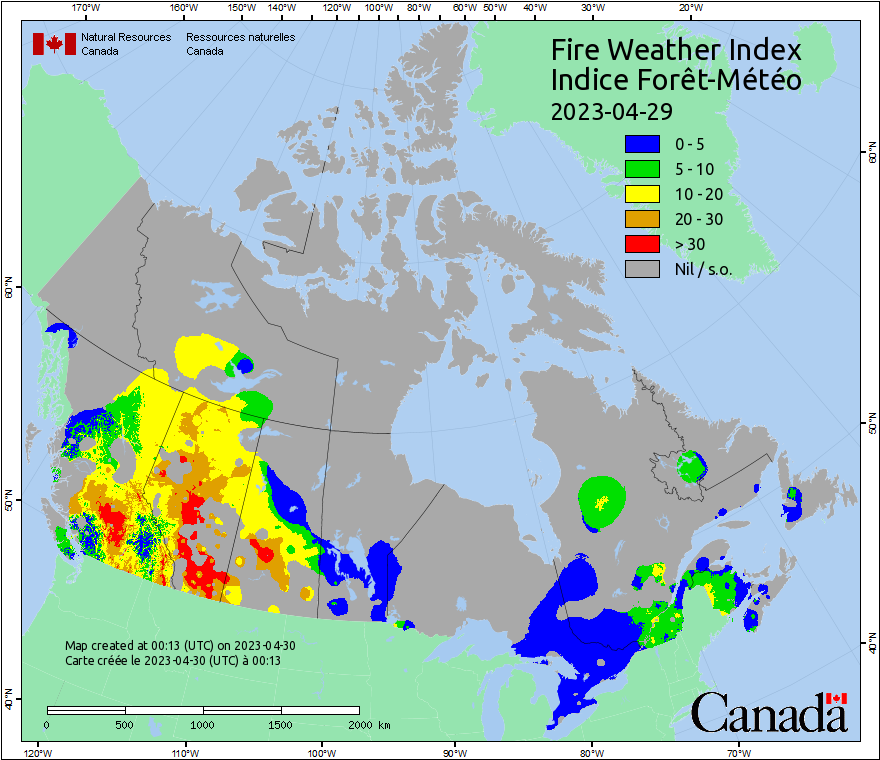 170°W 160°W 150°W 140°W 130°W 120°W 110°W 100°W 90°W 80°W 60°W 50°W 40°W 30°W 20°W
Natural Resources Ressources naturelles
Canada Canada
Fire Weather Index
Indice Forêt-Météo
2023-04-29
0 - 5
5 - 10
10 - 20
20 - 30
> 30
Nil / s.o.
60°N
60°N
50°N
50°N
40°N
40°N
Map created at 00:13 (UTC) on 2023-04-30
Carte créée le 2023-04-30 (UTC) à 00:13
0 500 1000 1500 2000 km
Canada
120°W 110°W 100°W 90°W 80°W 70°W